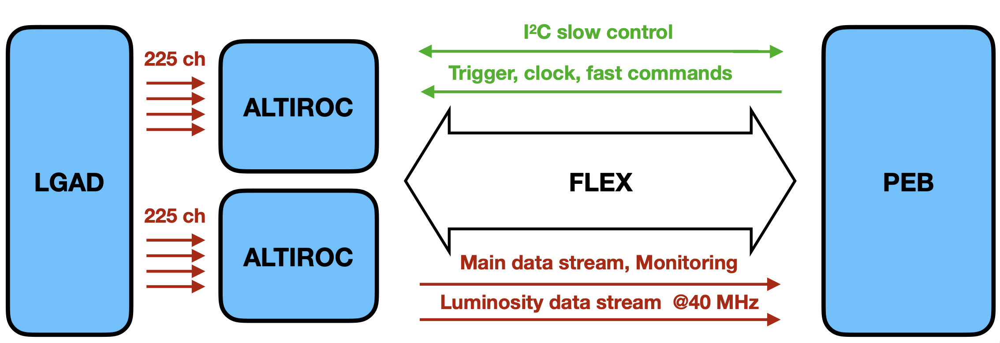 I²C slow control
225 ch
Trigger, clock, fast commands
ALTIROC
LGAD
FLEX
PEB
225 ch
ALTIROC
Main data stream, Monitoring
Luminosity data stream @40 MHz